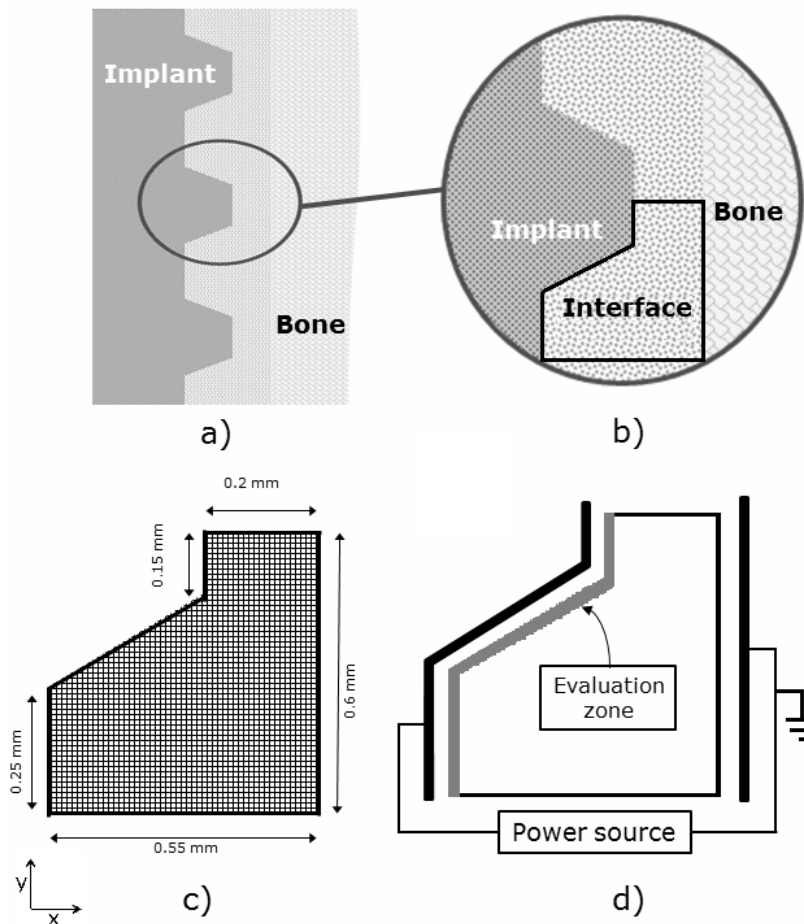 Implant
Bone
a)
Implant
Bone
Interface
b)
0.2 mm
0.15 mm
0.25 mm
0.6 mm
0.55 mm
y
x
c)
Evaluation
zone
Power source
d)